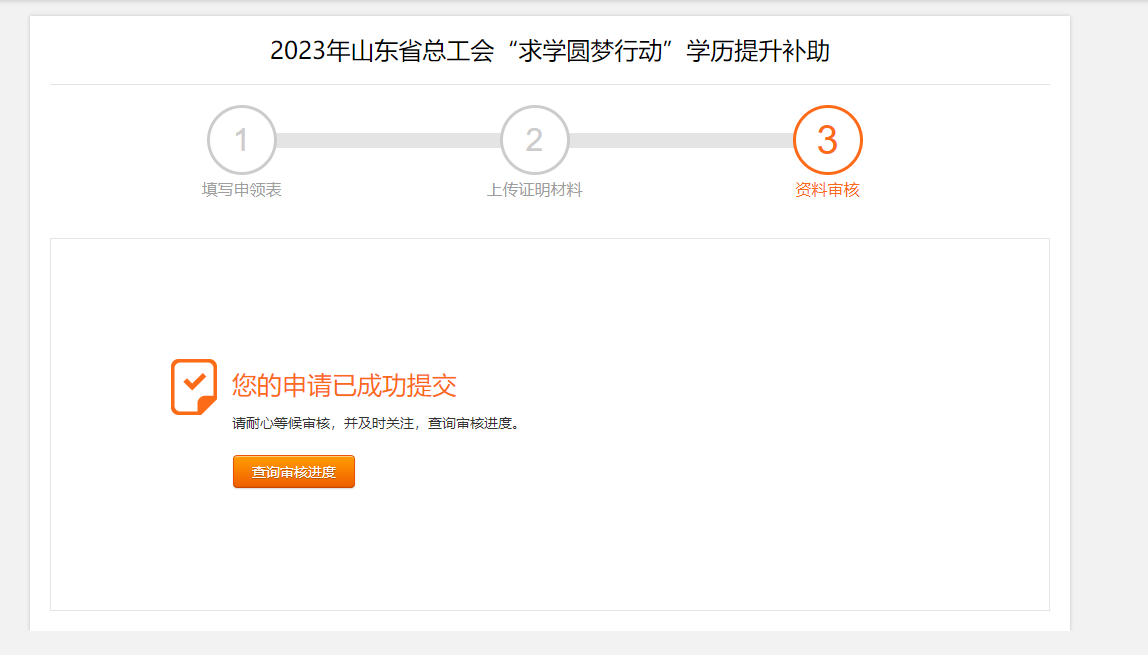 2023年山东省总工会“求学圆梦行动”学历提升补助
1
2
3
填写申领表
上传证明材料
资料审核
您的申请已成功提交
请耐心等候审核，并及时关注，查询审核进度。
查询审核进度